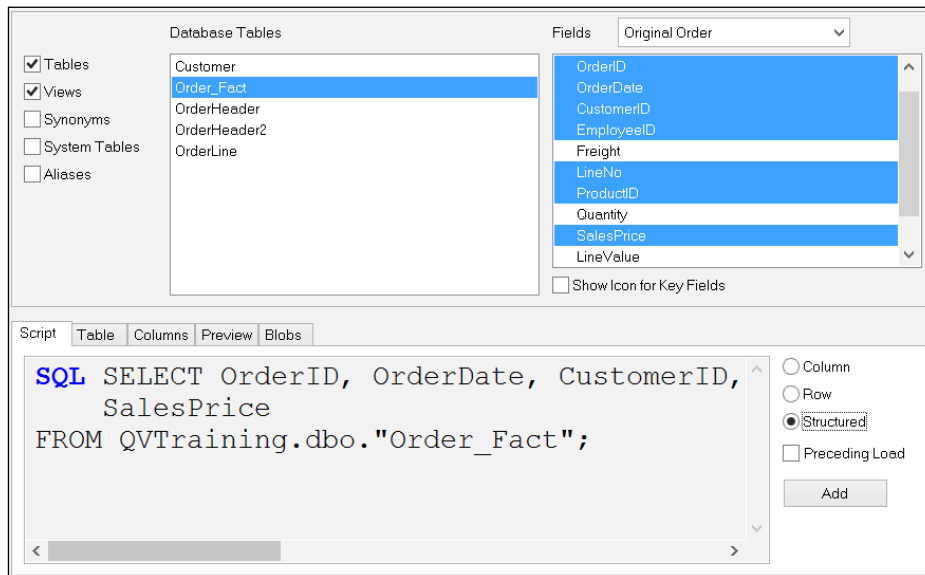 Database Tables
Fields
Original Order
Tables
Views
Synonyms
System Tables
Aliases
Customer
Order_Fact
OrderHeader
OrderHeader2
OrderLine
OrderID
OrderDate
CustomerID
EmployeeID
Freight
LineNo
ProductID
Quantity
SalesPrice
LineValue
Show Icon for Key Fields
Script Table Columns Preview Blobs
SQL SELECT OrderID, OrderDate, CustomerID,
SalesPrice
FROM QVTraining.dbo."Order_Fact";
Column
Row
Structured
Preceding Load
Add